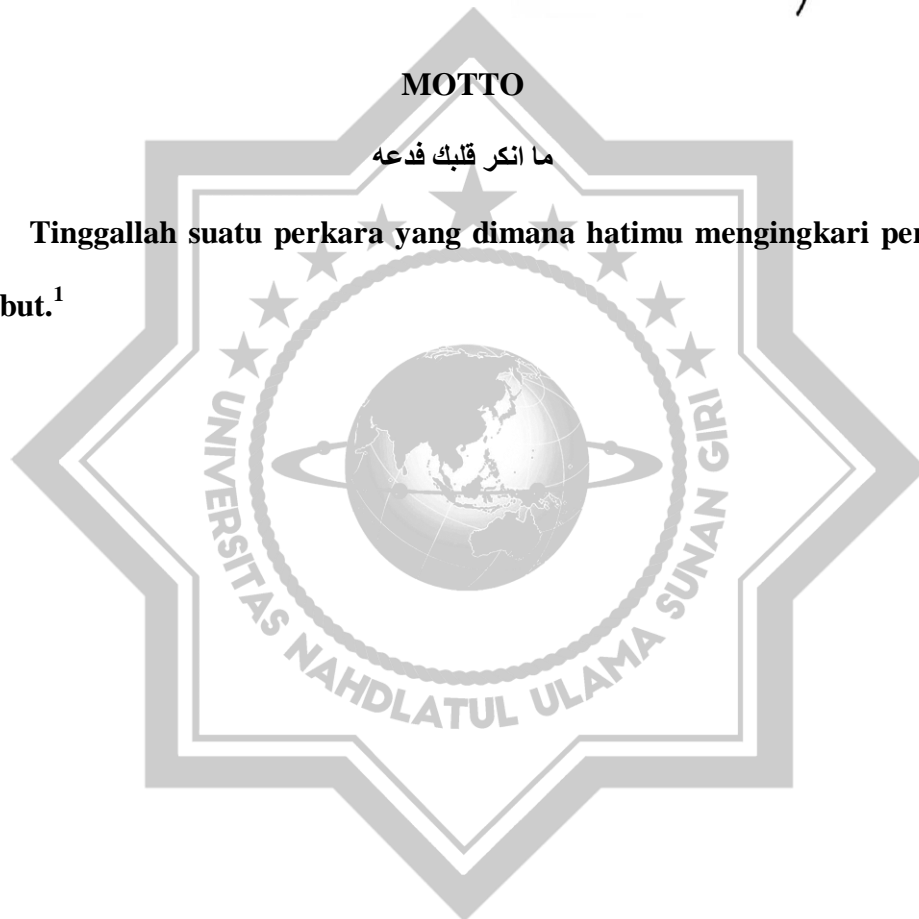 MOTTO
ما انكر قلبك فدعه
Tinggallah suatu perkara yang dimana hatimu mengingkari per
but.1
UNIVERSITAS NAHDLATUL ULAMA SUNAN GIRI